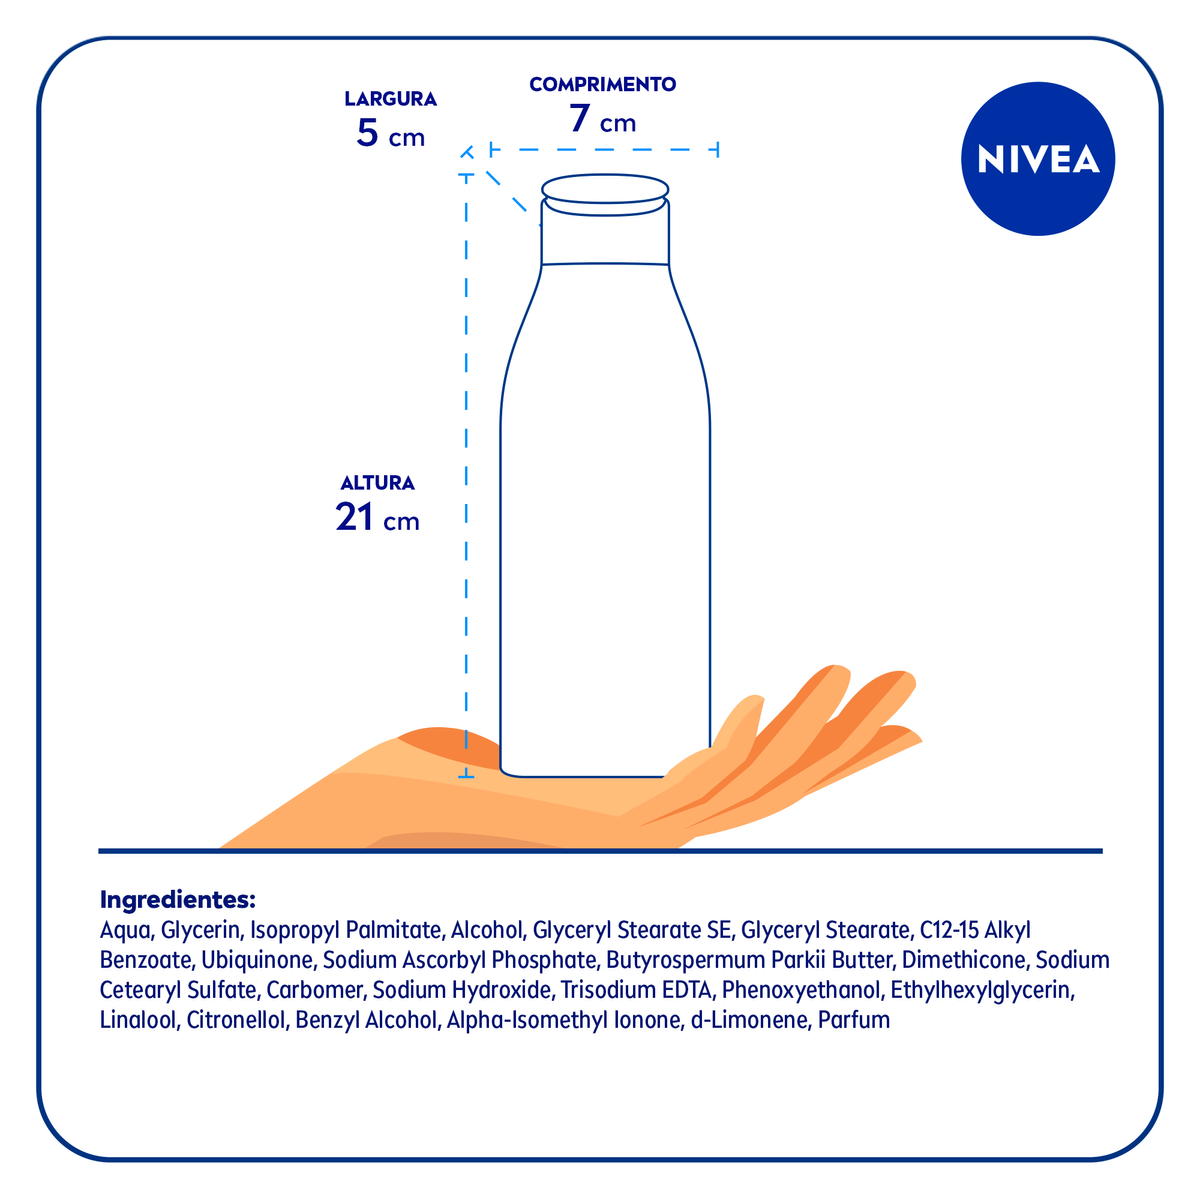 COMPRIMENTO
7 cm
LARGURA
5 cm
NIVEA
ALTURA
21 cm
Ingredientes:
Aqua, Glycerin, Isopropyl Palmitate, Alcohol, Glyceryl Stearate SE, Glyceryl Stearate, C12-15 Alkyl
Benzoate, Ubiquinone, Sodium Ascorbyl Phosphate, Butyrospermum Parkii Butter, Dimethicone, Sodium
Cetearyl Sulfate, Carbomer, Sodium Hydroxide, Trisodium EDTA, Phenoxyethanol, Ethylhexylglycerin,
Linalool, Citronellol, Benzyl Alcohol, Alpha-Isomethyl Ionone, d-Limonene, Parfum